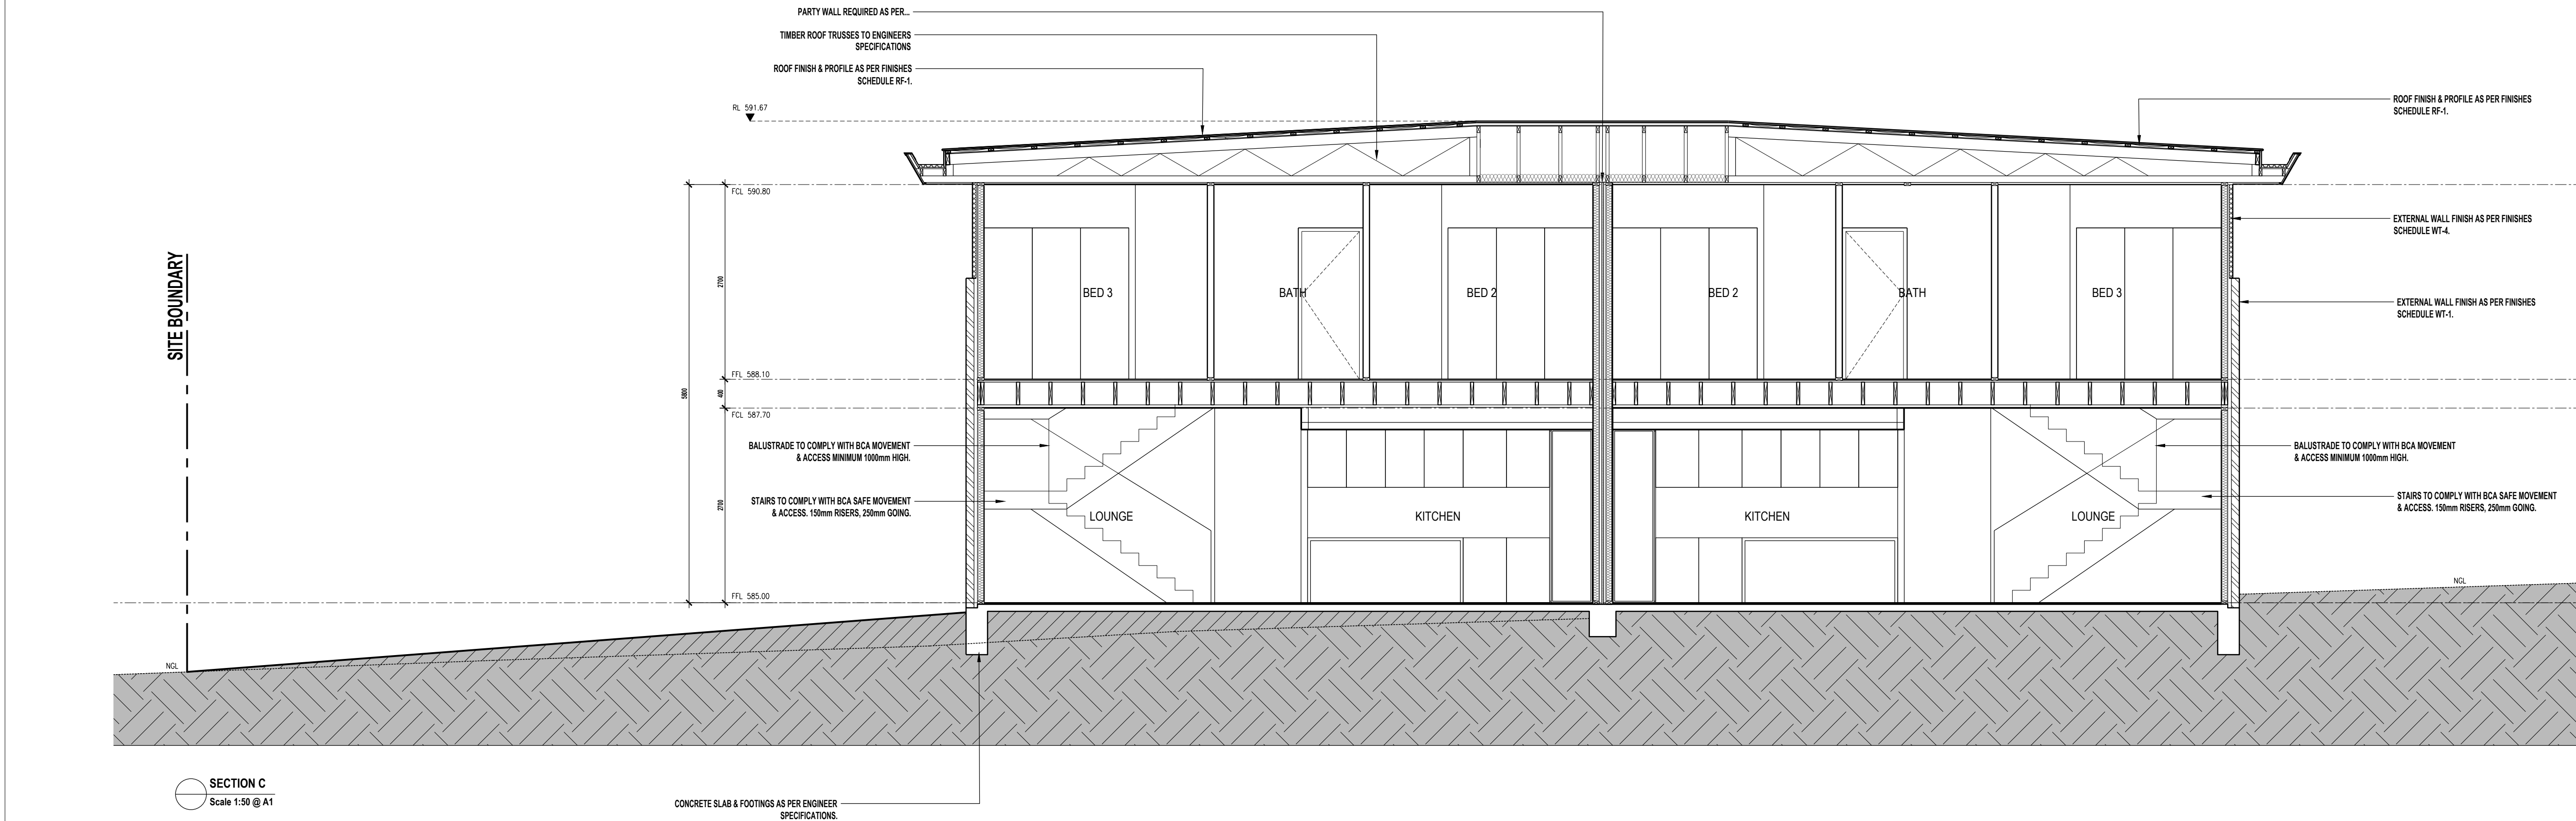 PARTY WALL REQUIRED AS PER...
TIMBER ROOF TRUSSES TO ENGINEERS
SPECIFICATIONS
ROOF FINISH & PROFILE AS PER FINISHES
SCHEDULE RF-1.
RL 591.67
ROOF FINISH & PROFILE AS PER FINISHES
SCHEDULE RF-1.
FCL 590.80
EXTERNAL WALL FINISH AS PER FINISHES
SCHEDULE WT-4.
SITE BOUNDARY
2700
BED 3
BATH
BED 2
BED 2
BATH
BED 3
EXTERNAL WALL FINISH AS PER FINISHES
SCHEDULE WT-1.
FFL 588.10
5800
400
FCL 587.70
BALUSTRADE TO COMPLY WITH BCA MOVEMENT
& ACCESS MINIMUM 1000mm HIGH.
BALUSTRADE TO COMPLY WITH BCA MOVEMENT
& ACCESS MINIMUM 1000mm HIGH.
2700
STAIRS TO COMPLY WITH BCA SAFE MOVEMENT
& ACCESS. 150mm RISERS, 250mm GOING.
STAIRS TO COMPLY WITH BCA SAFE MOVEMENT
& ACCESS. 150mm RISERS, 250mm GOING.
LOUNGE
KITCHEN
KITCHEN
LOUNGE
NGL
FFL 585.00
NGL
SECTION C
Scale 1:50 @ A1
CONCRETE SLAB & FOOTINGS AS PER ENGINEER
SPECIFICATIONS.